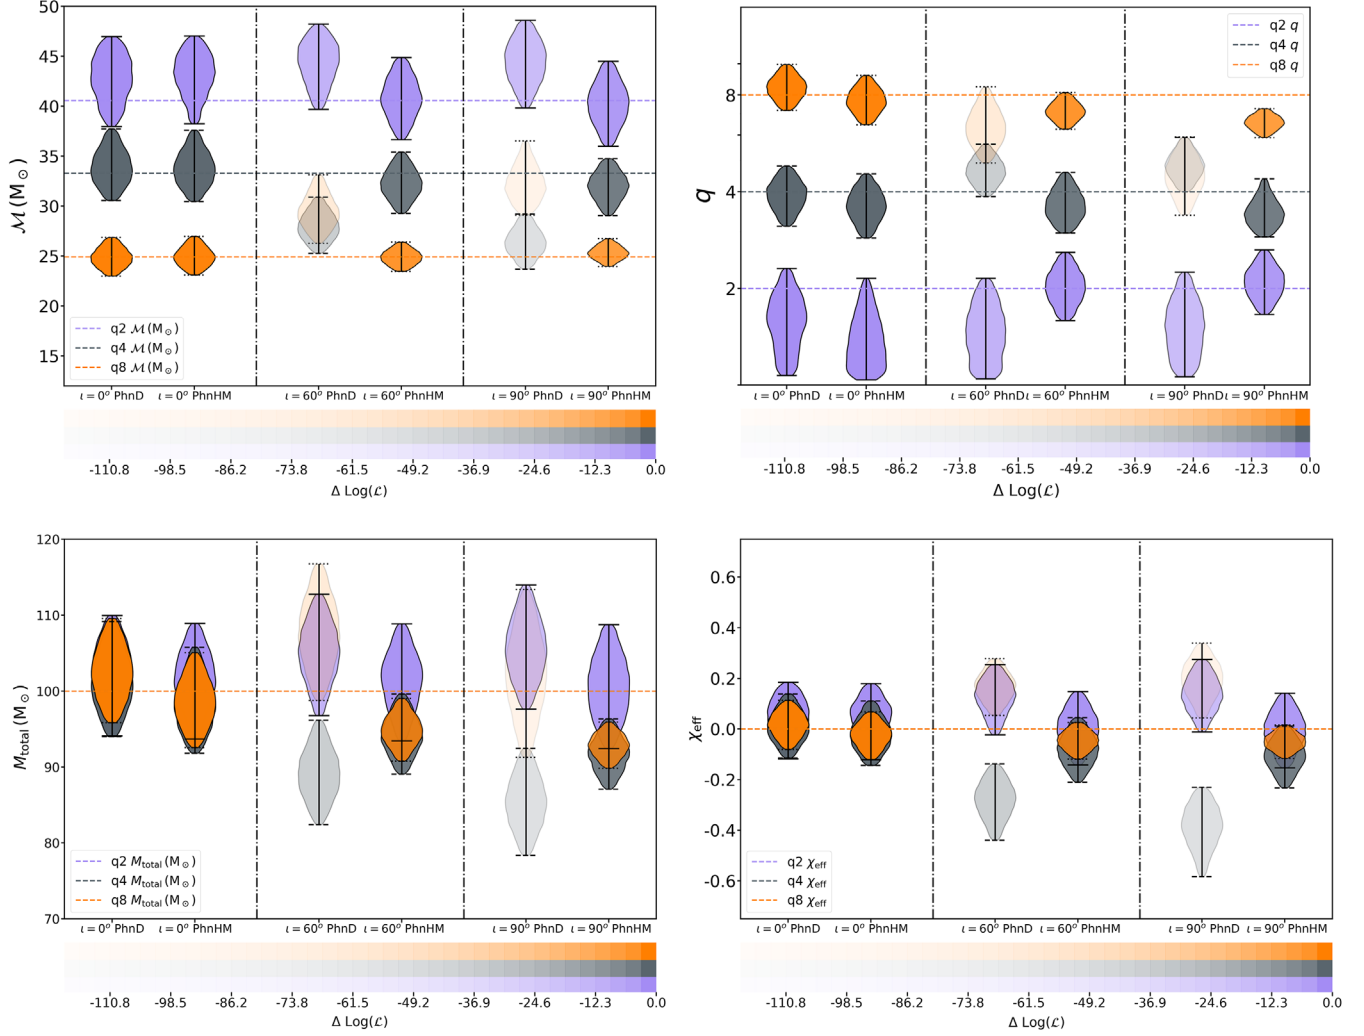 50
45
40
35
30
25
20
15
ℳ (M⊙)
q2 ℳ (M⊙)
q4 ℳ (M⊙)
q8 ℳ (M⊙)
ι = 0° PhnD ι = 0° PhnHM ι = 60° PhnD ι = 60° PhnHM ι = 90° PhnD ι = 90° PhnHM
-110.8 -98.5 -86.2 -73.8 -61.5 -49.2 -36.9 -24.6 -12.3 0.0
Δ Log(ℒ)
q2 q
q4 q
q8 q
8
4
2
q
ι = 0° PhnD ι = 0° PhnHM ι = 60° PhnD ι = 60° PhnHM ι = 90° PhnD ι = 90° PhnHM
-110.8 -98.5 -86.2 -73.8 -61.5 -49.2 -36.9 -24.6 -12.3 0.0
Δ Log(ℒ)
120
110
100
90
80
70
M_total (M⊙)
q2 M_total (M⊙)
q4 M_total (M⊙)
q8 M_total (M⊙)
ι = 0° PhnD ι = 0° PhnHM ι = 60° PhnD ι = 60° PhnHM ι = 90° PhnD ι = 90° PhnHM
-110.8 -98.5 -86.2 -73.8 -61.5 -49.2 -36.9 -24.6 -12.3 0.0
Δ Log(ℒ)
0.6
0.4
0.2
0.0
-0.2
-0.4
-0.6
χ_eff
q2 χ_eff
q4 χ_eff
q8 χ_eff
ι = 0° PhnD ι = 0° PhnHM ι = 60° PhnD ι = 60° PhnHM ι = 90° PhnD ι = 90° PhnHM
-110.8 -98.5 -86.2 -73.8 -61.5 -49.2 -36.9 -24.6 -12.3 0.0
Δ Log(ℒ)